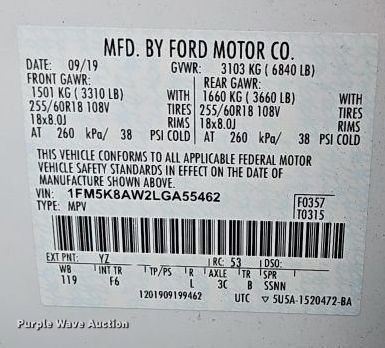 MFD. BY FORD MOTOR CO.
DATE: 09/19 GVWR: 3103 KG ( 6840 LB)
FRONT GAWR: REAR GAWR:
1501 KG ( 3310 LB) WITH 1660 KG ( 3660 LB) WITH
255/60R18 108V TIRES 255/60R18 108V TIRES
18x8.0J RIMS 18x8.0J RIMS
AT 260 kPa/ 38 PSI COLD AT 260 kPa/ 38 PSI COLD
THIS VEHICLE CONFORMS TO ALL APPLICABLE FEDERAL MOTOR
VEHICLE SAFETY STANDARDS IN EFFECT ON THE DATE OF
MANUFACTURE SHOWN ABOVE.
VIN: 1FM5K8AW2LGA55462 F0357
TYPE: MPV T0315
EXT PNT: YZ RC: 53 DSO:
WB INT TR TP/PS R AXLE TR SPR
119 F6 L 3C B SSNN
1201909199462 UTC ▽ 5U5A-1520472-BA
Purple Wave Auction